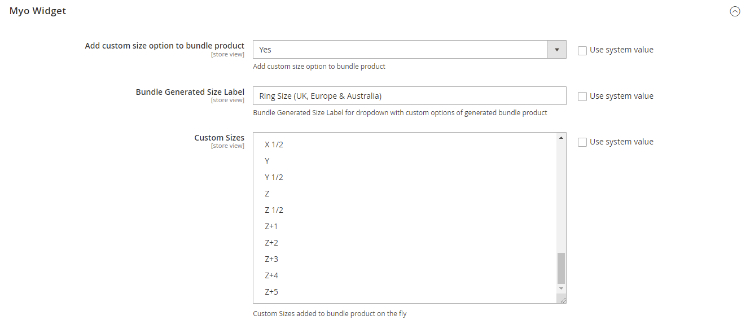 Myo Widget
Add custom size option to bundle product
[store view]
Yes
Use system value
Add custom size option to bundle product
Bundle Generated Size Label
[store view]
Ring Size (UK, Europe & Australia)
Use system value
Bundle Generated Size Label for dropdown with custom options of generated bundle product
Custom Sizes
[store view]
X 1/2
Y
Y 1/2
Z
Z 1/2
Z+1
Z+2
Z+3
Z+4
Z+5
Use system value
Custom Sizes added to bundle product on the fly